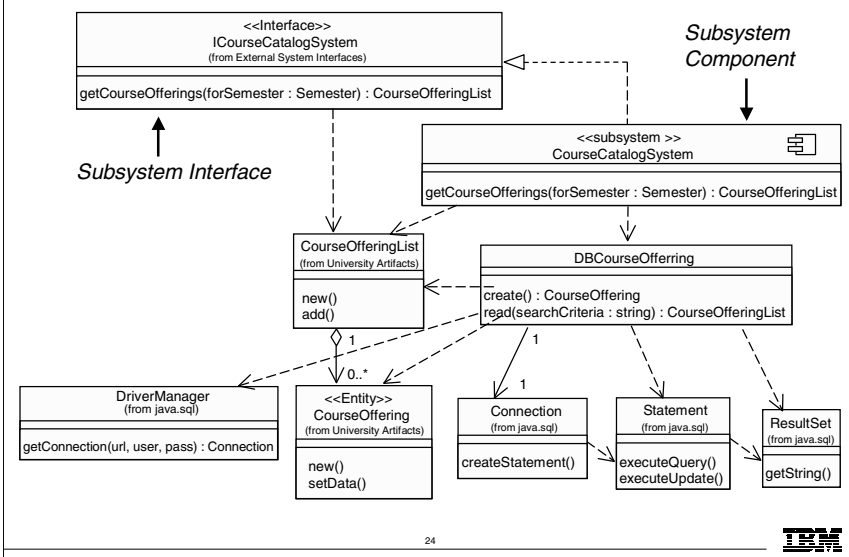 <<Interface>>
ICourseCatalogSystem
(from External System Interfaces)
getCourseOfferings(forSemester : Semester) : CourseOfferingList
Subsystem
Component
Subsystem Interface
<<subsystem >>
CourseCatalogSystem
getCourseOfferings(forSemester : Semester) : CourseOfferingList
CourseOfferingList
(from University Artifacts)
new()
add()
DBCourseOfferring
create() : CourseOffering
read(searchCriteria : string) : CourseOfferingList
1
0..*
1
1
DriverManager
(from java.sql)
getConnection(url, user, pass) : Connection
<<Entity>>
CourseOffering
(from University Artifacts)
new()
setData()
Connection
(from java.sql)
createStatement()
Statement
(from java.sql)
executeQuery()
executeUpdate()
ResultSet
(from java.sql)
getString()
24
IBM